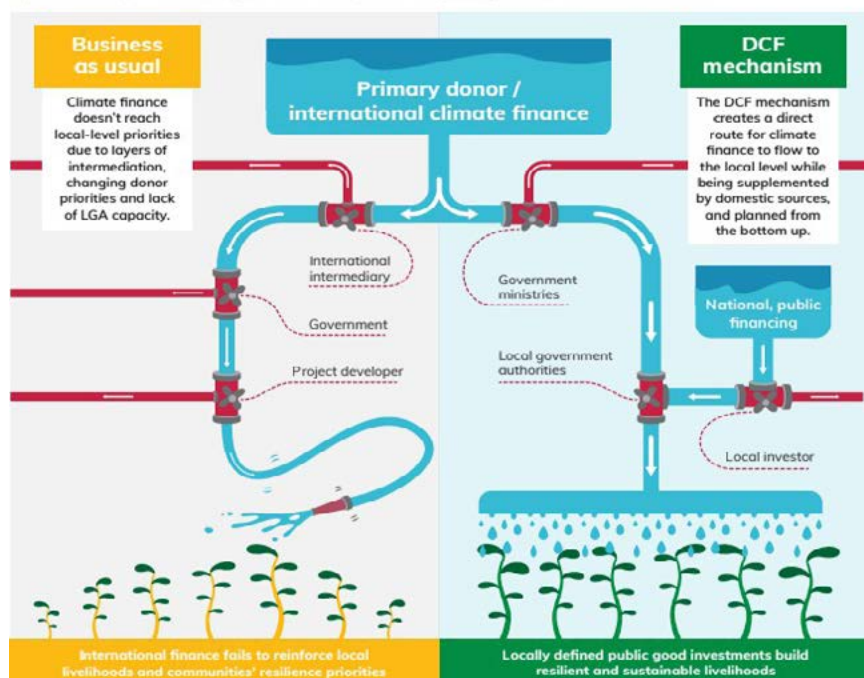 Business
as usual
Climate finance
doesn't reach
local-level priorities
due to layers of
intermediation,
changing donor
priorities and lack
of LGA capacity.
Primary donor /
international climate finance
DCF
mechanism
The DCF mechanism
creates a direct
route for climate
finance to flow to
the local level while
being supplemented
by domestic sources,
and planned from
the bottom up.
International
intermediary
Government
Project developer
Government
ministries
National, public
financing
Local government
authorities
Local investor
International finance fails to reinforce local
livelihoods and communities' resilience priorities
Locally defined public good investments build
resilient and sustainable livelihoods